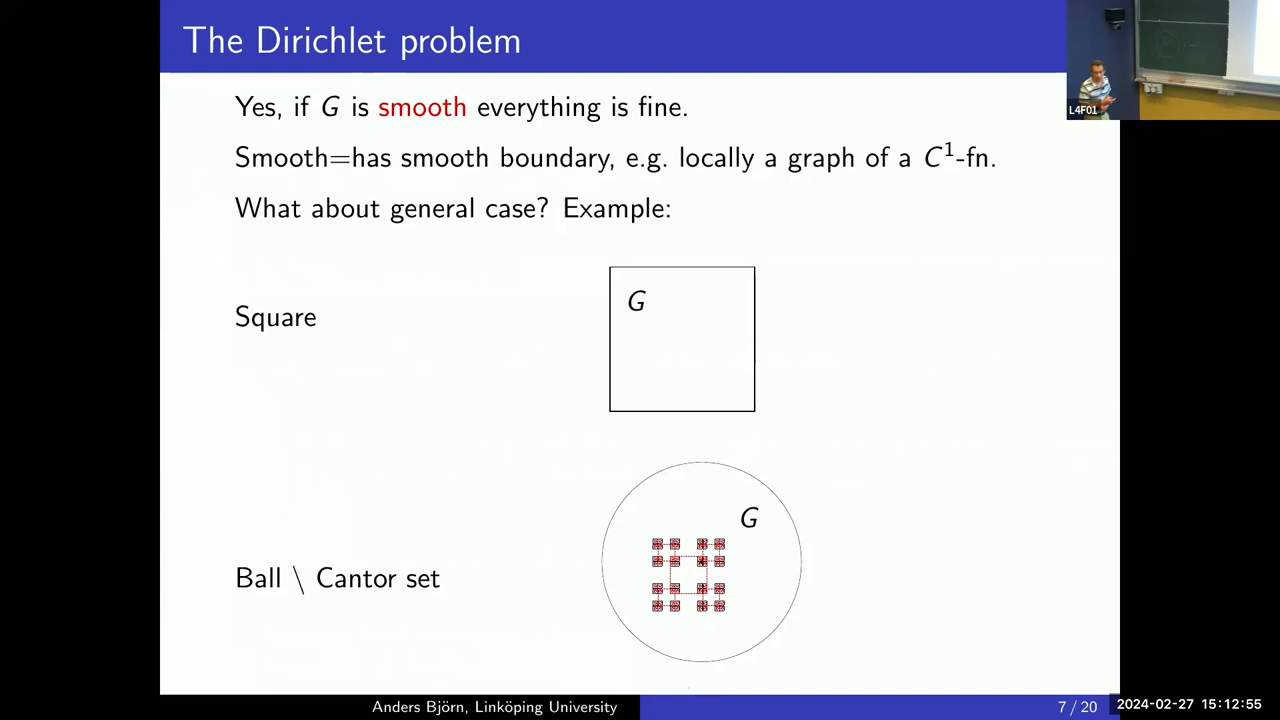 The Dirichlet problem
L4F01
Yes, if G is smooth everything is fine.
Smooth=has smooth boundary, e.g. locally a graph of a C¹-fn.
What about general case? Example:
G
Square
G
Ball \ Cantor set
Anders Björn, Linköping University
7 / 20
2024-02-27 15:12:55